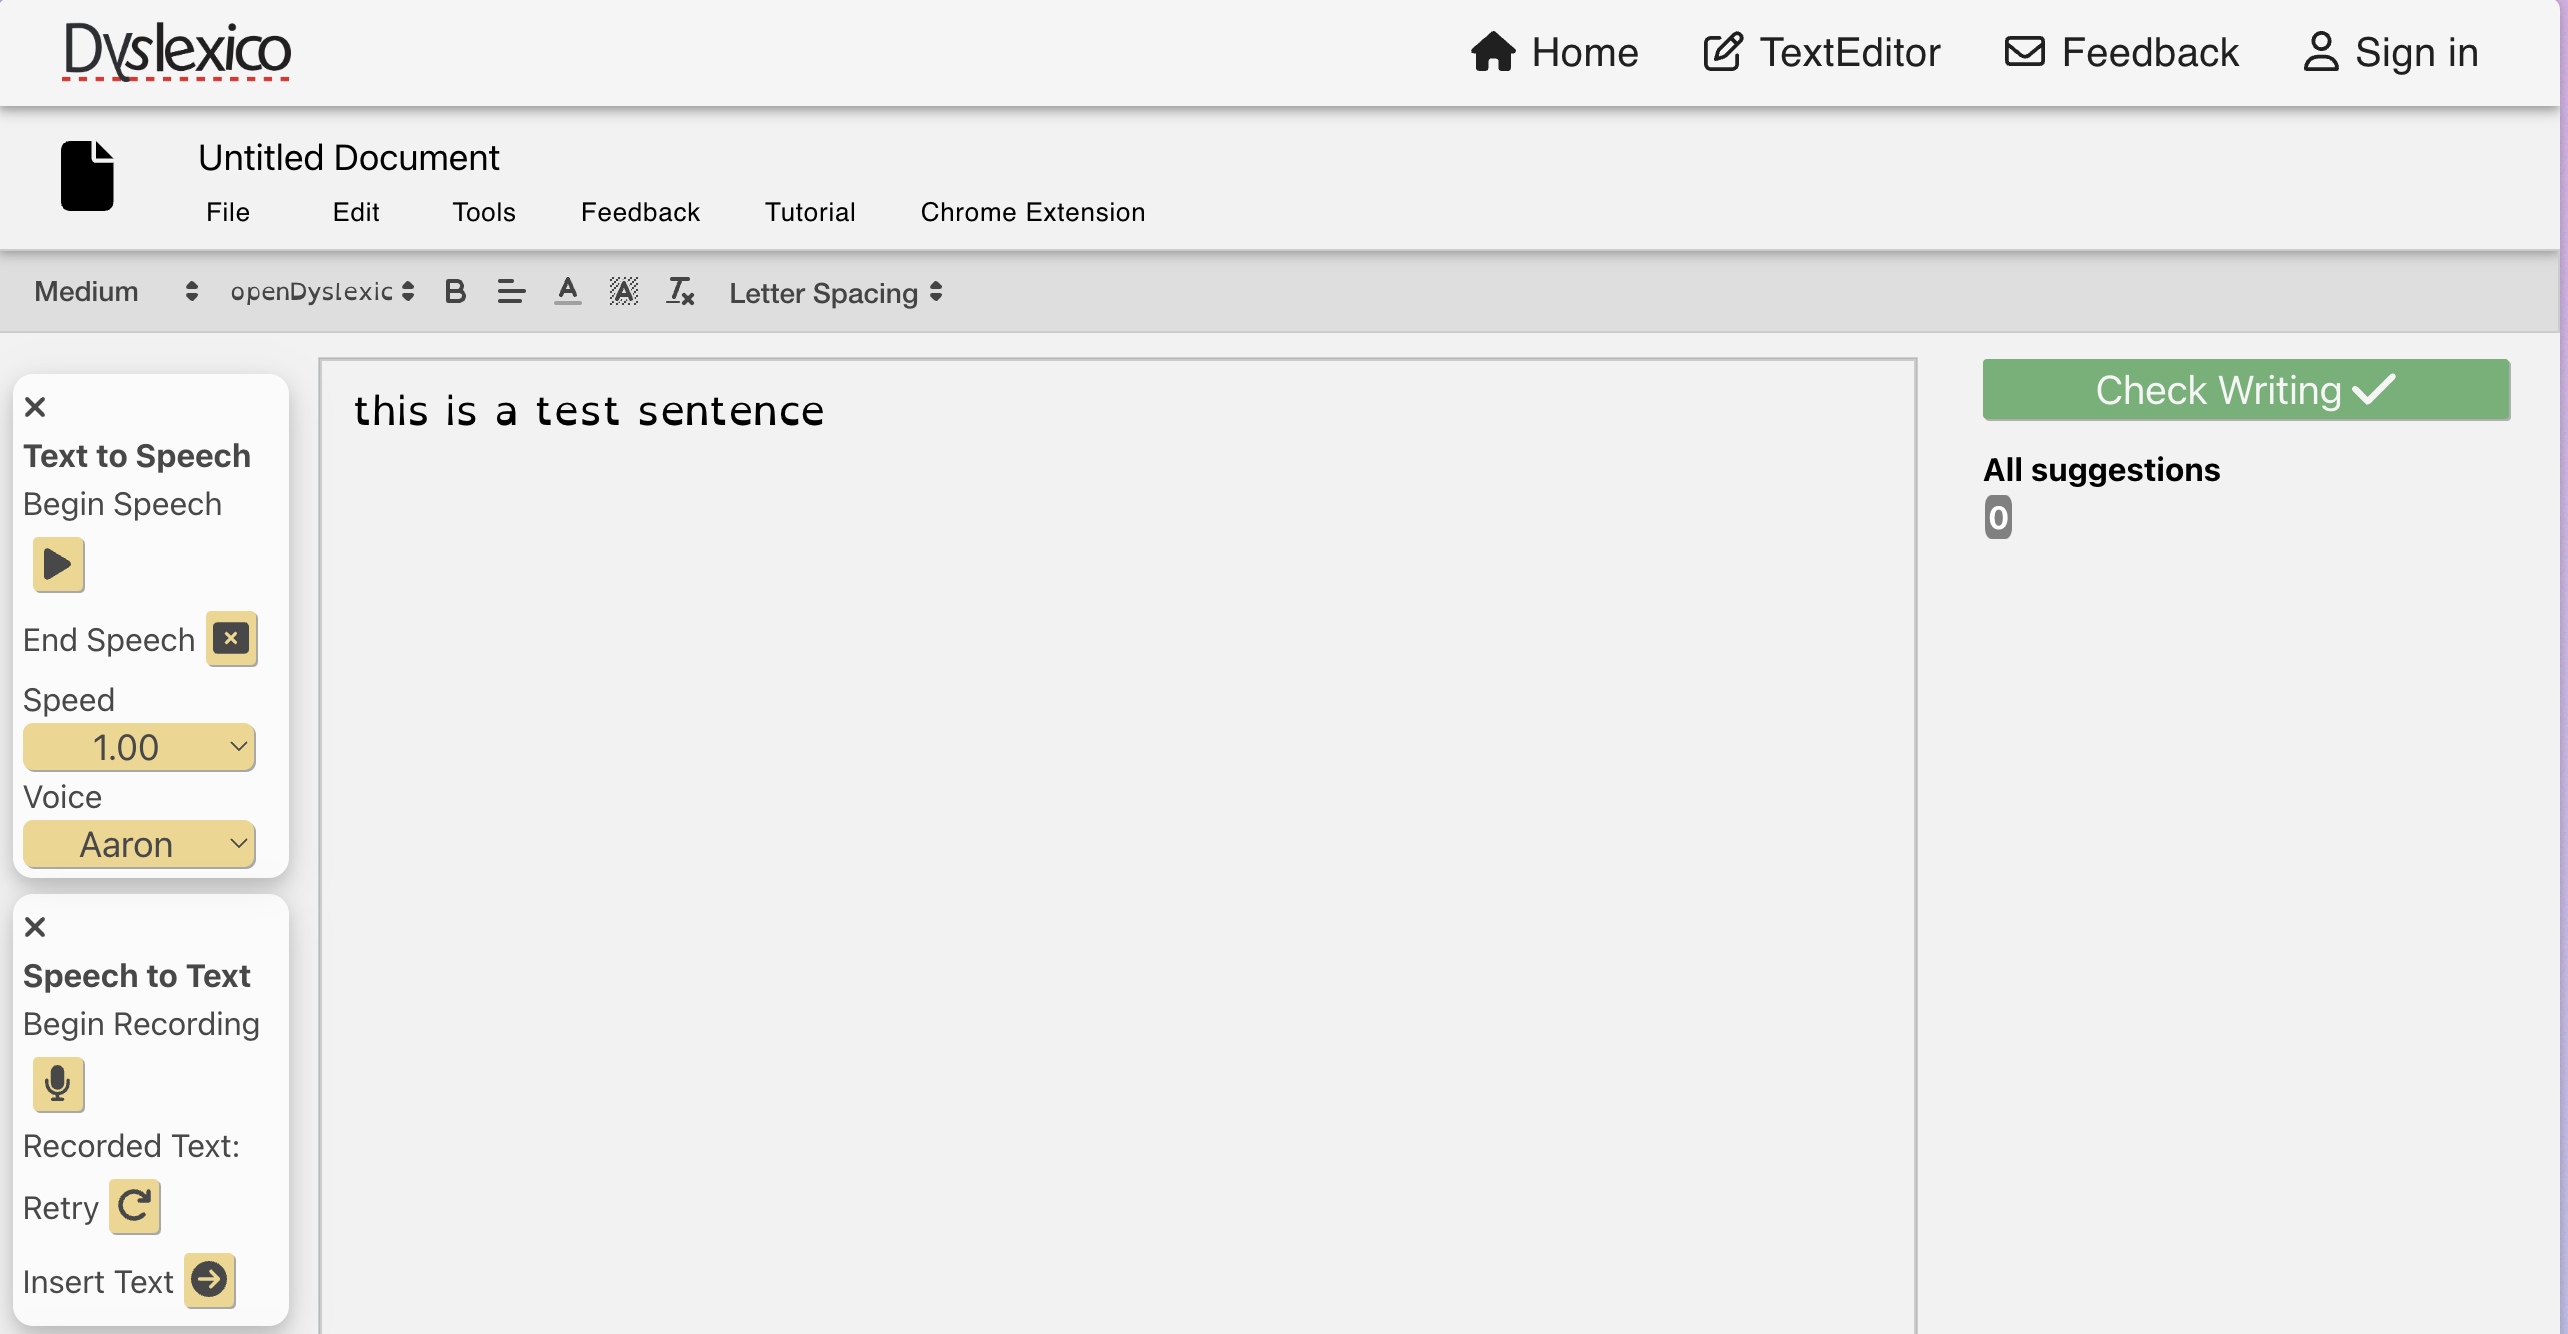 Dyslexico
Home TextEditor Feedback Sign in
Untitled Document
File Edit Tools Feedback Tutorial Chrome Extension
Medium openDyslexic B A A Tx Letter Spacing
Text to Speech
Begin Speech
End Speech
Speed
1.00
Voice
Aaron
Speech to Text
Begin Recording
Recorded Text:
Retry
Insert Text
this is a test sentence
Check Writing
All suggestions
0